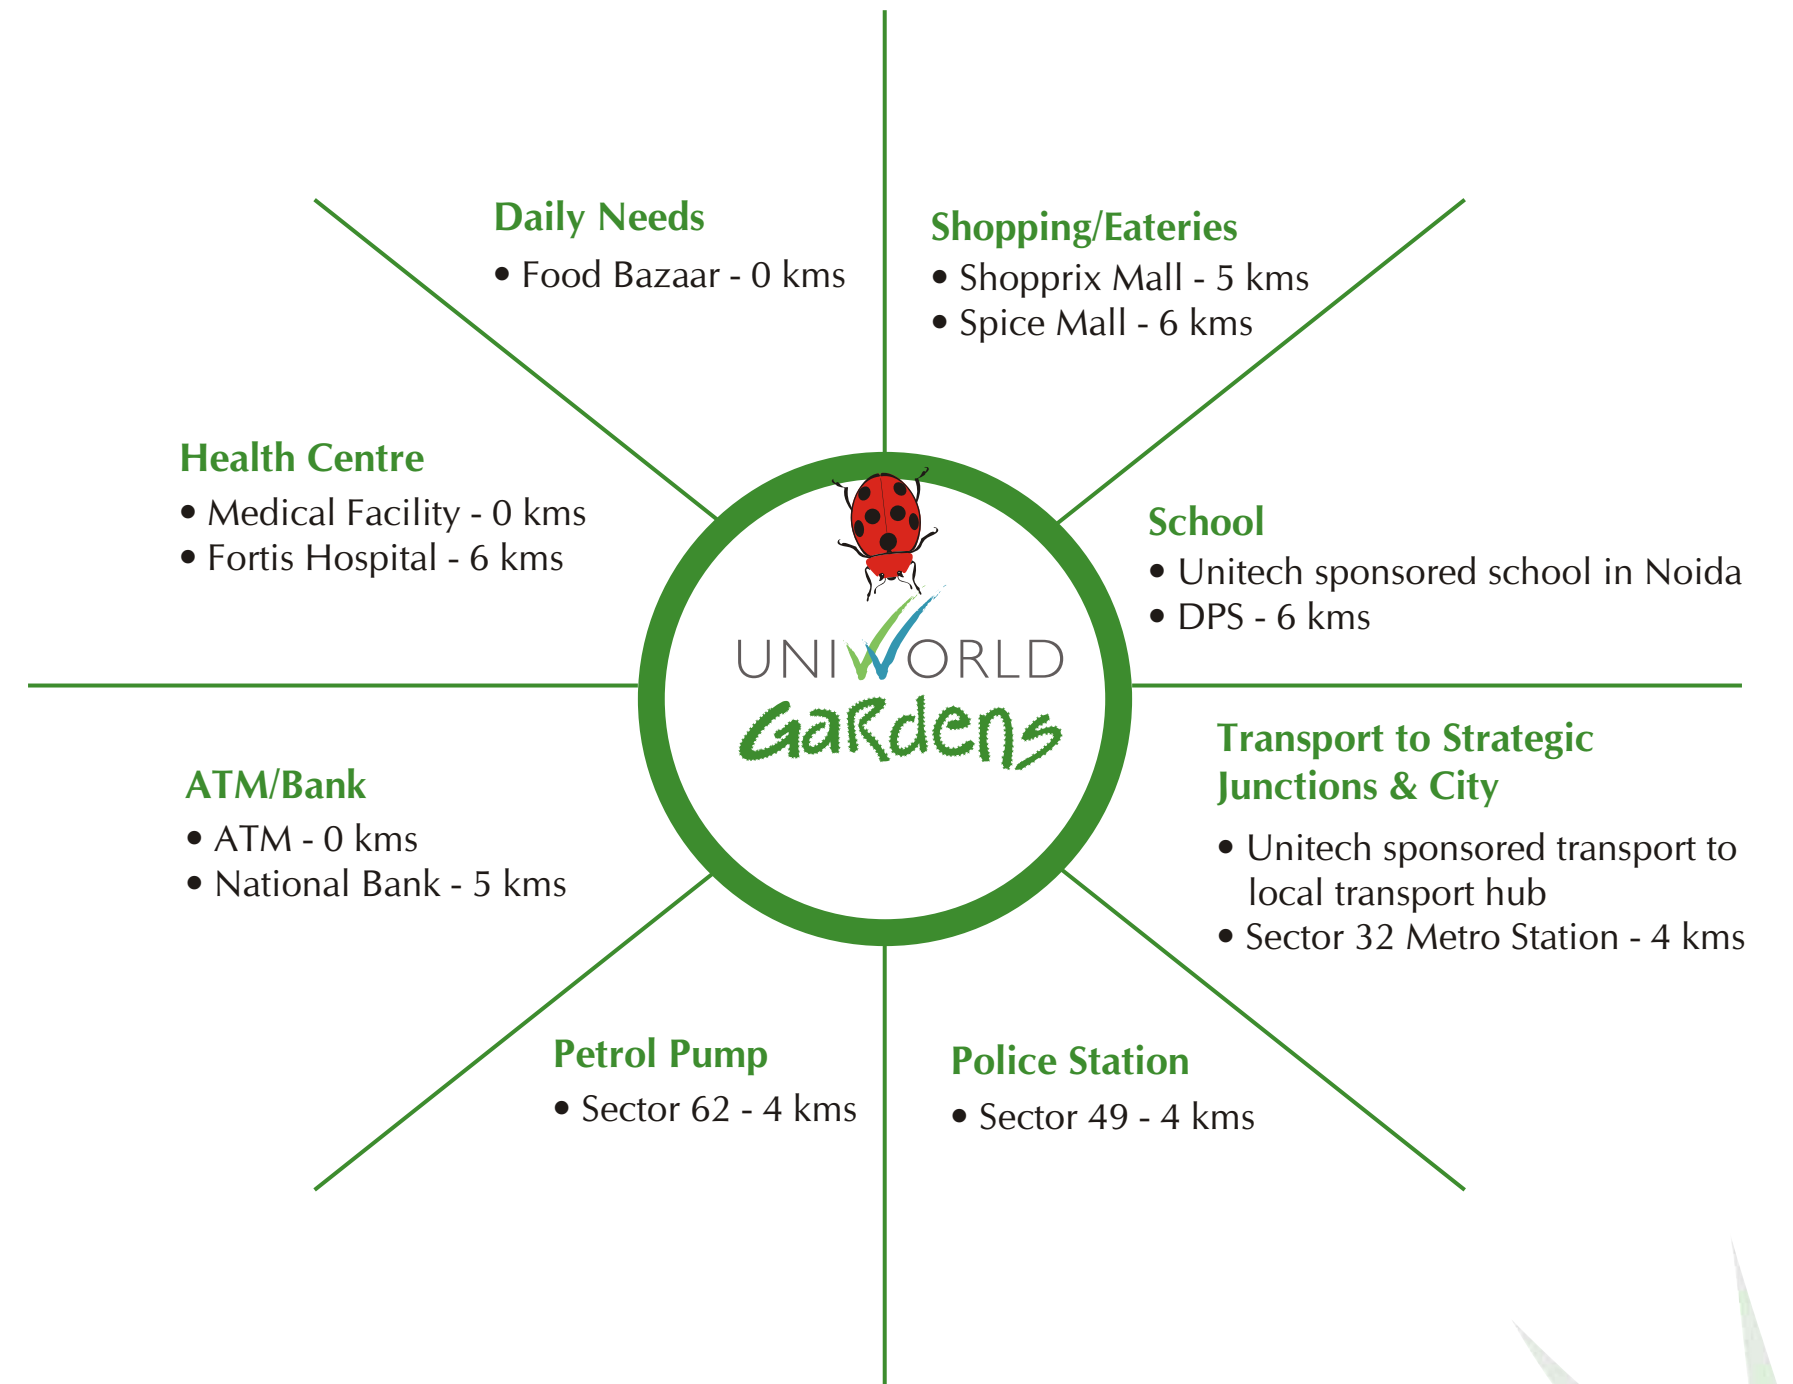 Daily Needs
• Food Bazaar - 0 kms
Shopping/Eateries
• Shopprix Mall - 5 kms
• Spice Mall - 6 kms
Health Centre
• Medical Facility - 0 kms
• Fortis Hospital - 6 kms
School
• Unitech sponsored school in Noida
• DPS - 6 kms
UNIWORLD
Gardens
ATM/Bank
• ATM - 0 kms
• National Bank - 5 kms
Transport to Strategic
Junctions & City
• Unitech sponsored transport to
local transport hub
• Sector 32 Metro Station - 4 kms
Petrol Pump
• Sector 62 - 4 kms
Police Station
• Sector 49 - 4 kms